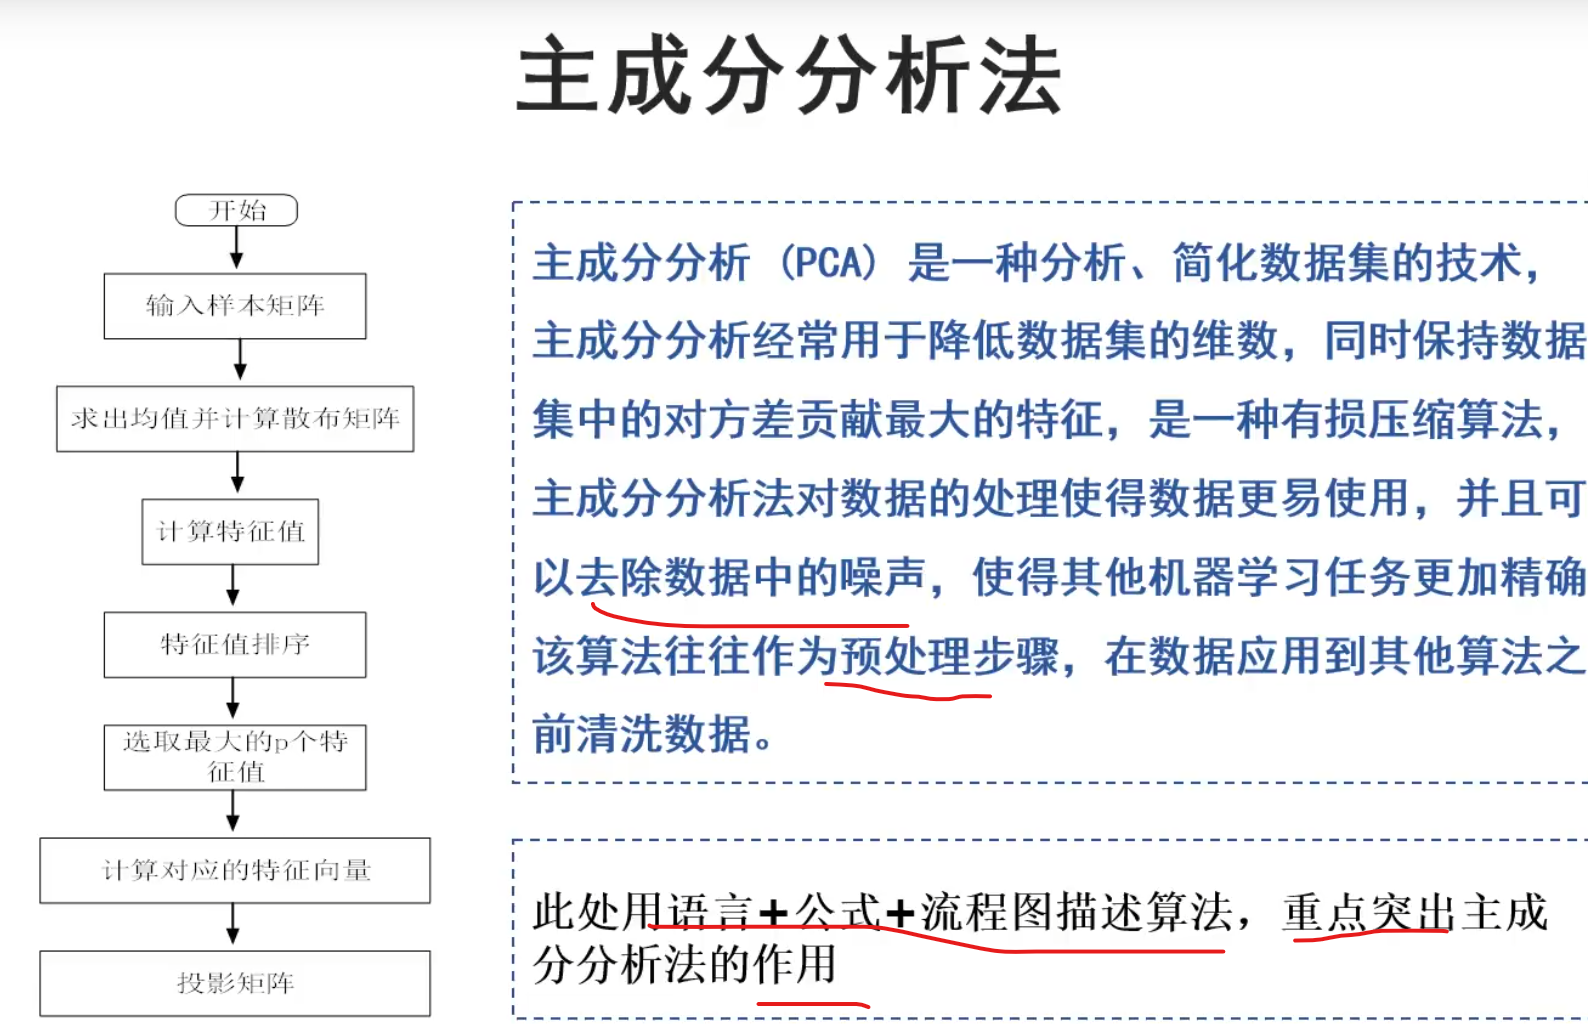 主成分分析法
开始
输入样本矩阵
求出均值并计算散布矩阵
计算特征值
特征值排序
选取最大的p个特
征值
计算对应的特征向量
投影矩阵
主成分分析（PCA）是一种分析、简化数据集的技术，
主成分分析经常用于降低数据集的维数，同时保持数据
集中的对方差贡献最大的特征，是一种有损压缩算法，
主成分分析法对数据的处理使得数据更易使用，并且可
以去除数据中的噪声，使得其他机器学习任务更加精确
该算法往往作为预处理步骤，在数据应用到其他算法之
前清洗数据。
此处用语言+公式+流程图描述算法，重点突出主成
分分析法的作用